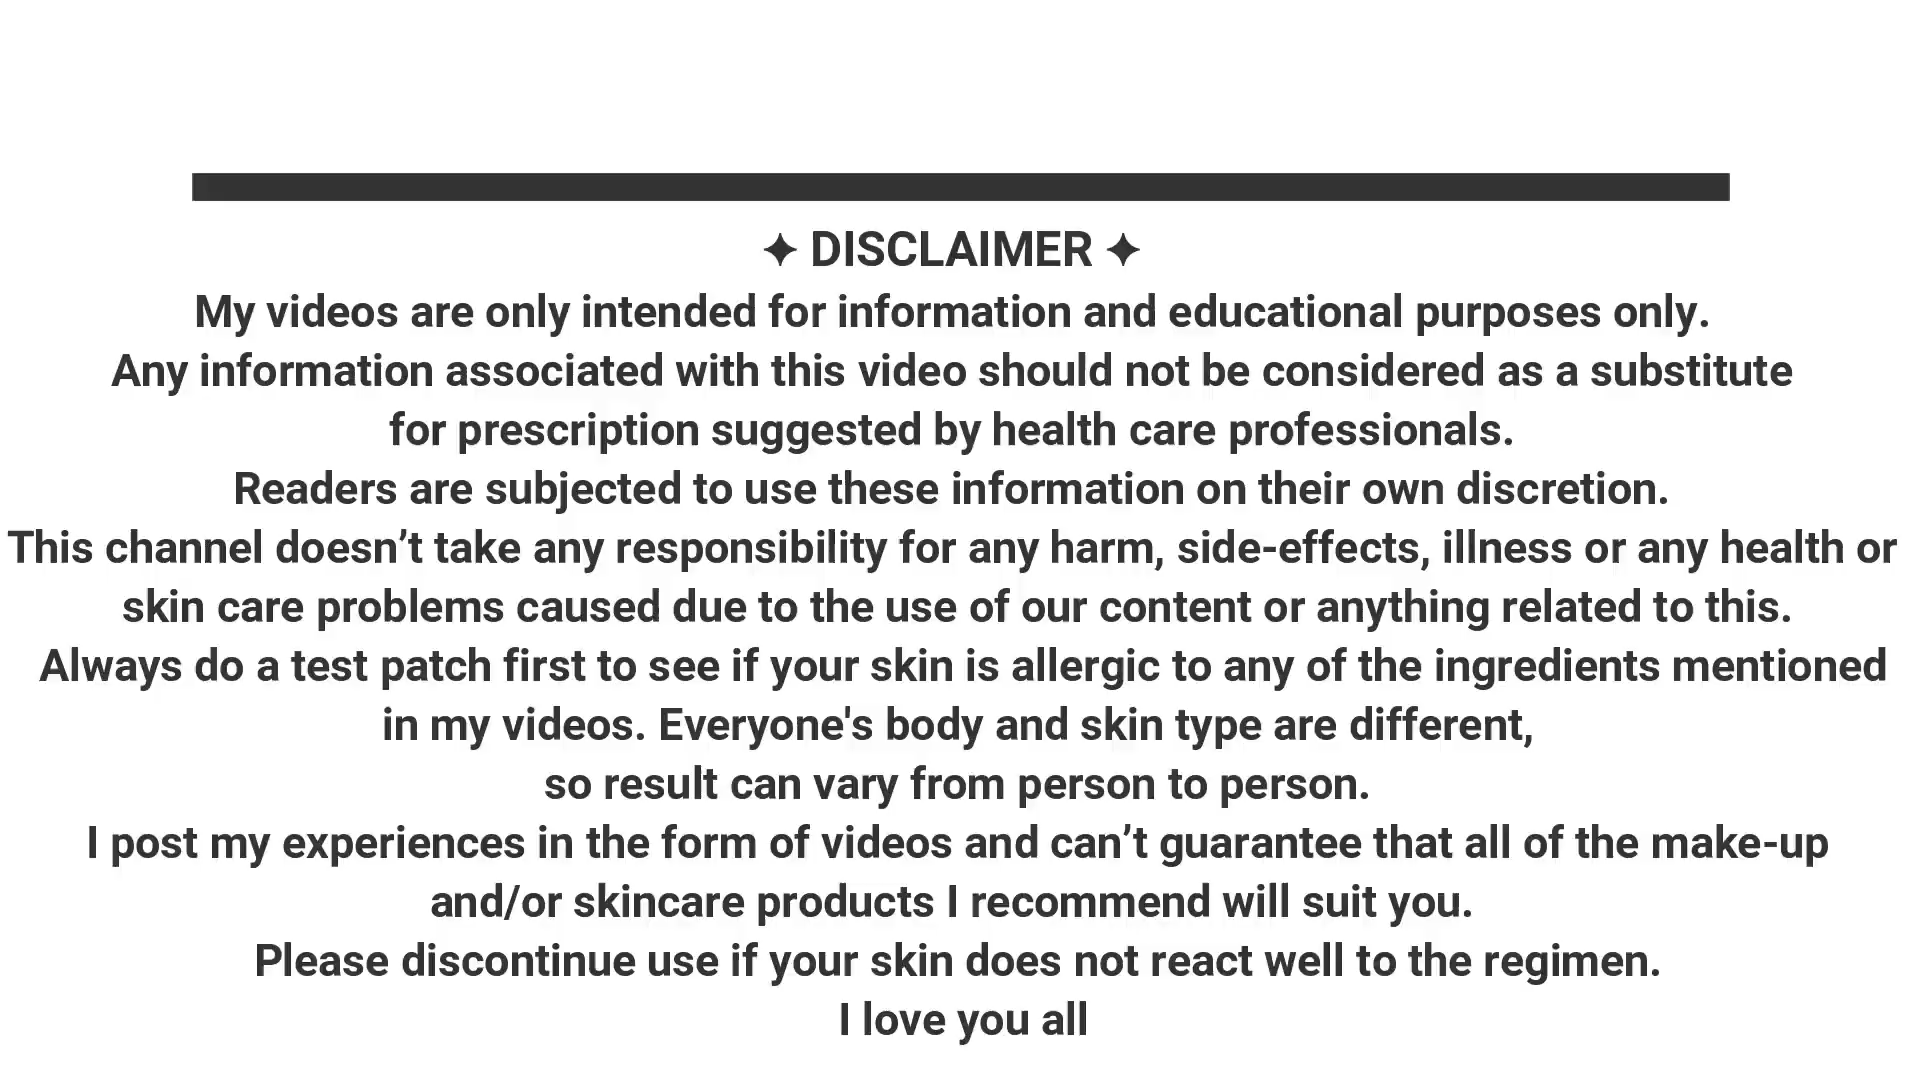 ✦ DISCLAIMER ✦
My videos are only intended for information and educational purposes only.
Any information associated with this video should not be considered as a substitute
for prescription suggested by health care professionals.
Readers are subjected to use these information on their own discretion.
This channel doesn’t take any responsibility for any harm, side-effects, illness or any health or
skin care problems caused due to the use of our content or anything related to this.
Always do a test patch first to see if your skin is allergic to any of the ingredients mentioned
in my videos. Everyone's body and skin type are different,
so result can vary from person to person.
I post my experiences in the form of videos and can’t guarantee that all of the make-up
and/or skincare products I recommend will suit you.
Please discontinue use if your skin does not react well to the regimen.
I love you all